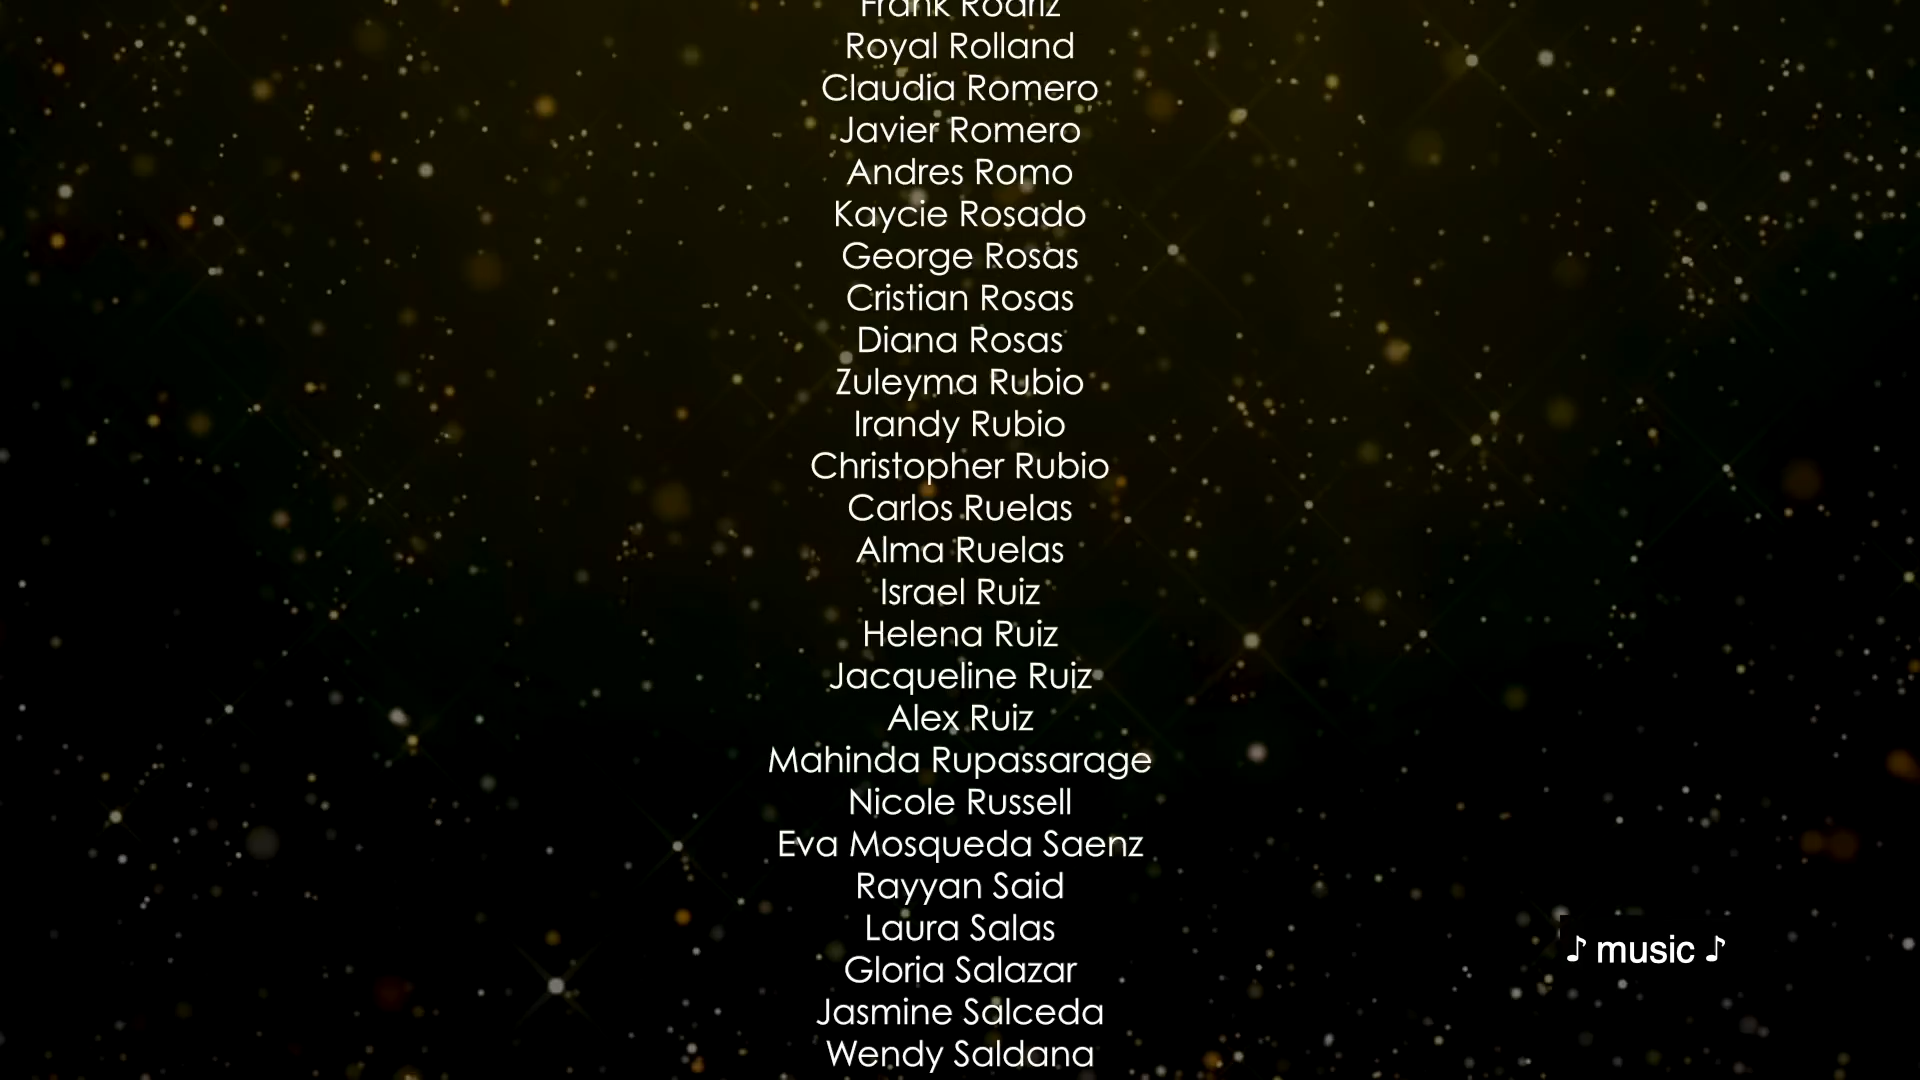 Frank Roariz
Royal Rolland
Claudia Romero
Javier Romero
Andres Romo
Kaycie Rosado
George Rosas
Cristian Rosas
Diana Rosas
Zuleyma Rubio
Irandy Rubio
Christopher Rubio
Carlos Ruelas
Alma Ruelas
Israel Ruiz
Helena Ruiz
Jacqueline Ruiz
Alex Ruiz
Mahinda Rupassarage
Nicole Russell
Eva Mosqueda Saenz
Rayyan Said
Laura Salas
♪ music ♪
Gloria Salazar
Jasmine Salceda
Wendy Saldana